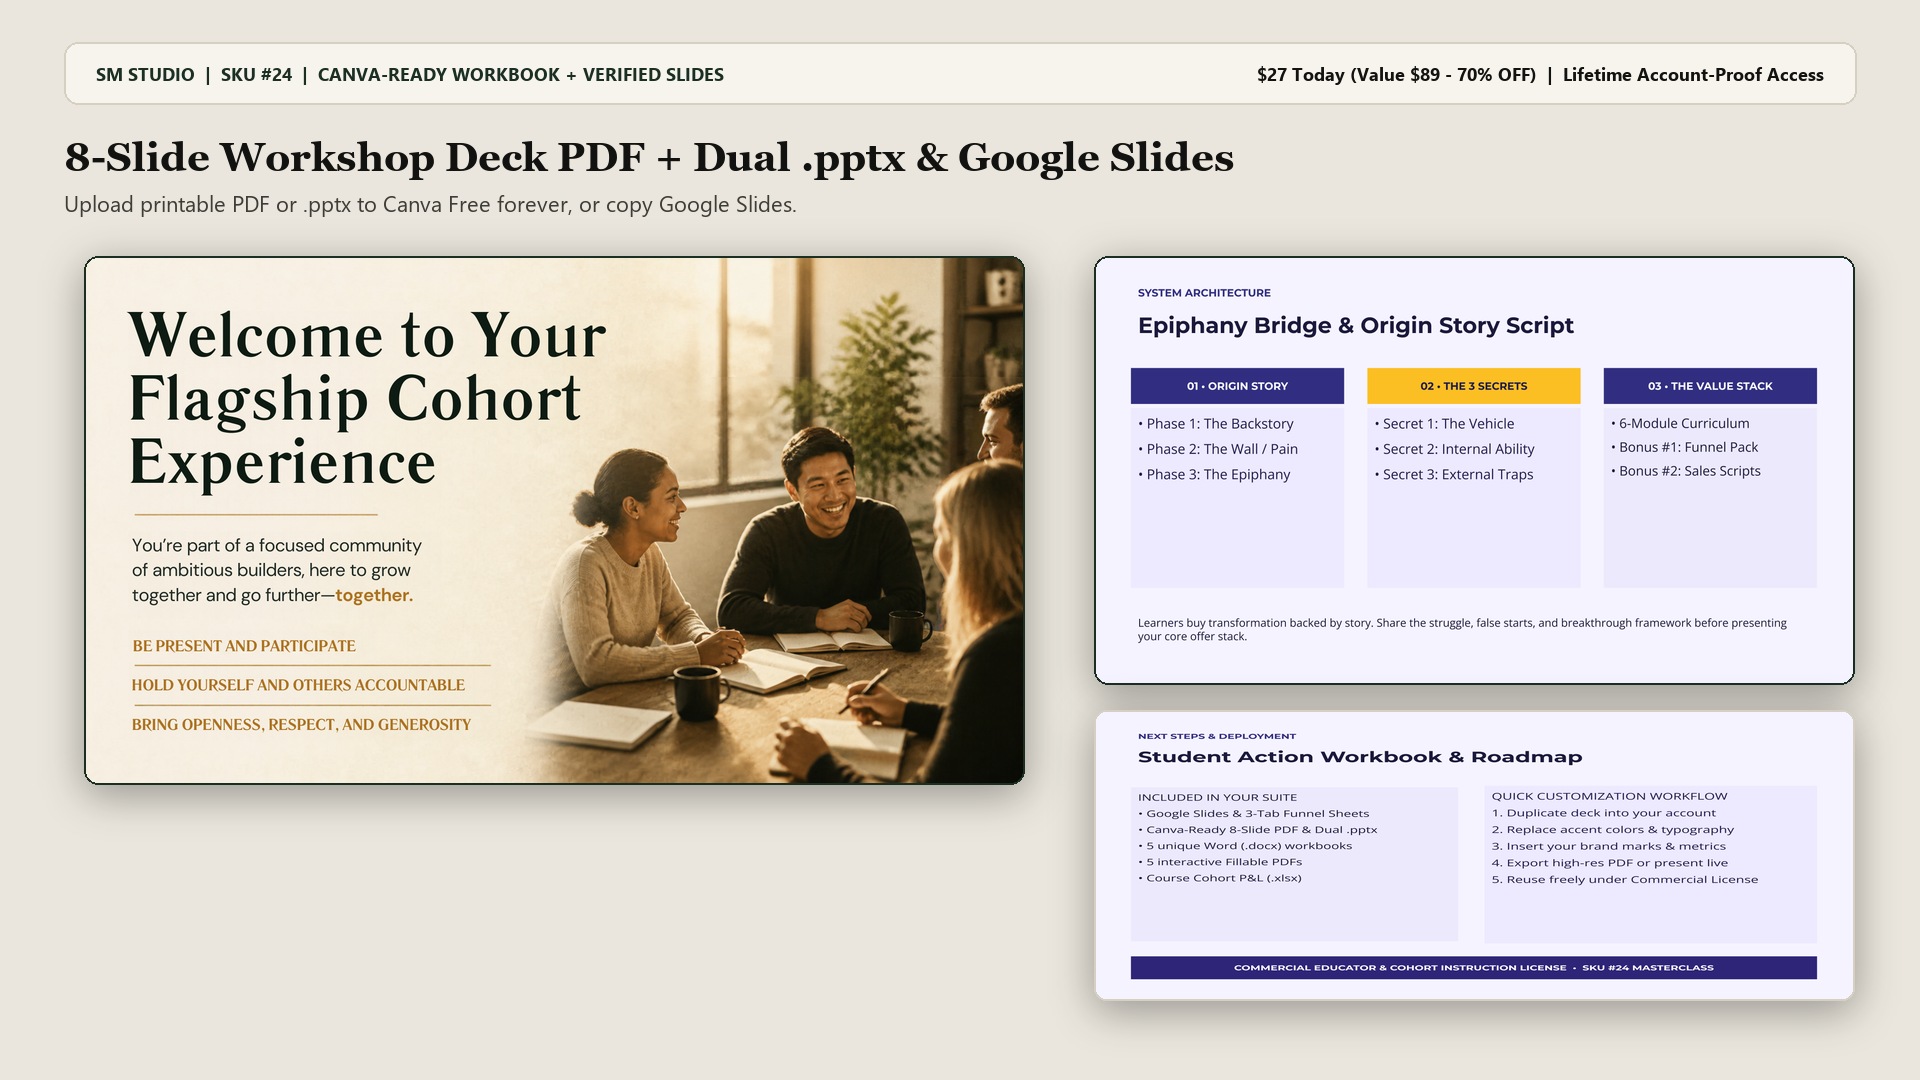 SM STUDIO | SKU #24 | CANVA-READY WORKBOOK + VERIFIED SLIDES
$27 Today (Value $89 - 70% OFF) | Lifetime Account-Proof Access
8-Slide Workshop Deck PDF + Dual .pptx & Google Slides
Upload printable PDF or .pptx to Canva Free forever, or copy Google Slides.
Welcome to Your
Flagship Cohort
Experience
You’re part of a focused community
of ambitious builders, here to grow
together and go further—together.
BE PRESENT AND PARTICIPATE
HOLD YOURSELF AND OTHERS ACCOUNTABLE
BRING OPENNESS, RESPECT, AND GENEROSITY
SYSTEM ARCHITECTURE
Epiphany Bridge & Origin Story Script
01 • ORIGIN STORY
• Phase 1: The Backstory
• Phase 2: The Wall / Pain
• Phase 3: The Epiphany
02 • THE 3 SECRETS
• Secret 1: The Vehicle
• Secret 2: Internal Ability
• Secret 3: External Traps
03 • THE VALUE STACK
• 6-Module Curriculum
• Bonus #1: Funnel Pack
• Bonus #2: Sales Scripts
Learners buy transformation backed by story. Share the struggle, false starts, and breakthrough framework before presenting
your core offer stack.
NEXT STEPS & DEPLOYMENT
Student Action Workbook & Roadmap
INCLUDED IN YOUR SUITE
• Google Slides & 3-Tab Funnel Sheets
• Canva-Ready 8-Slide PDF & Dual .pptx
• 5 unique Word (.docx) workbooks
• 5 interactive Fillable PDFs
• Course Cohort P&L (.xlsx)
QUICK CUSTOMIZATION WORKFLOW
1. Duplicate deck into your account
2. Replace accent colors & typography
3. Insert your brand marks & metrics
4. Export high-res PDF or present live
5. Reuse freely under Commercial License
COMMERCIAL EDUCATOR & COHORT INSTRUCTION LICENSE • SKU #24 MASTERCLASS